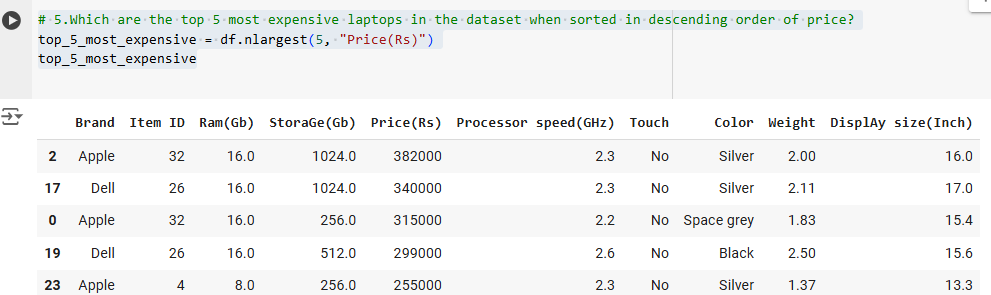 # 5.Which are the top 5 most expensive laptops in the dataset when sorted in descending order of price?
top_5_most_expensive = df.nlargest(5, "Price(Rs)")
top_5_most_expensive
Brand Item ID Ram(Gb) StoraGe(Gb) Price(Rs) Processor speed(GHz) Touch Color Weight DisplAy size(Inch)
2 Apple 32 16.0 1024.0 382000 2.3 No Silver 2.00 16.0
17 Dell 26 16.0 1024.0 340000 2.3 No Silver 2.11 17.0
0 Apple 32 16.0 256.0 315000 2.2 No Space grey 1.83 15.4
19 Dell 26 16.0 512.0 299000 2.6 No Black 2.50 15.6
23 Apple 4 8.0 256.0 255000 2.3 No Silver 1.37 13.3